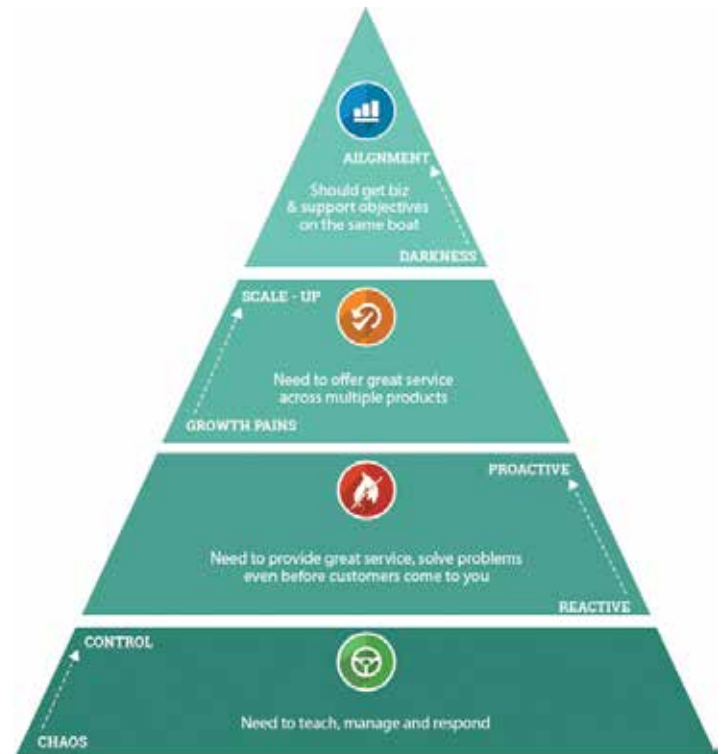 AILGNMENT
Should get biz
& support objectives
on the same boat
DARKNESS
SCALE - UP
Need to offer great service
across multiple products
GROWTH PAINS
PROACTIVE
Need to provide great service, solve problems
even before customers come to you
REACTIVE
CONTROL
Need to teach, manage and respond
CHAOS